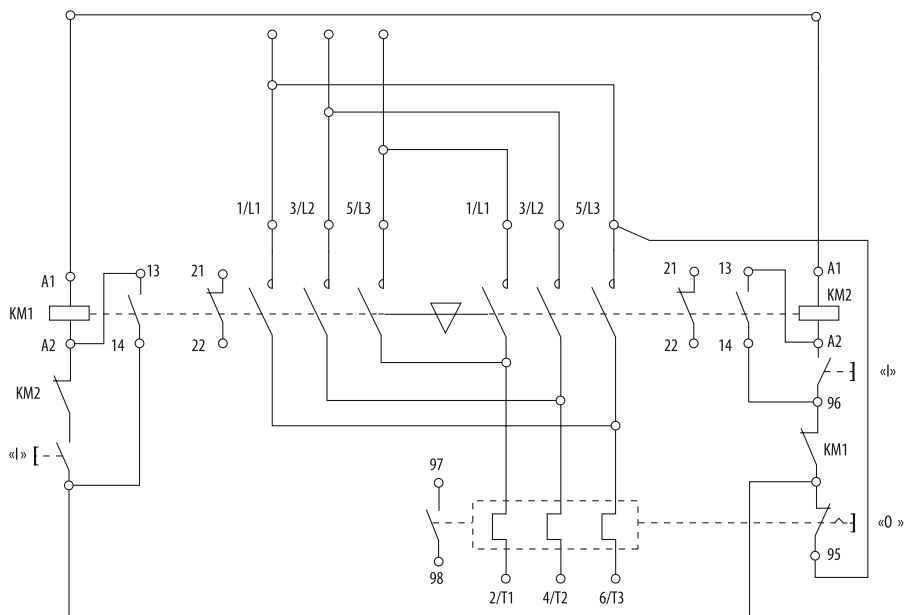 1/L1 3/L2 5/L3 1/L1 3/L2 5/L3
A1 13 21 21 13 A1
KM1 KM2
A2 14 22 22 14 A2
KM2 «I»
96
«I» KM1
97
«O»
98 95
2/T1 4/T2 6/T3